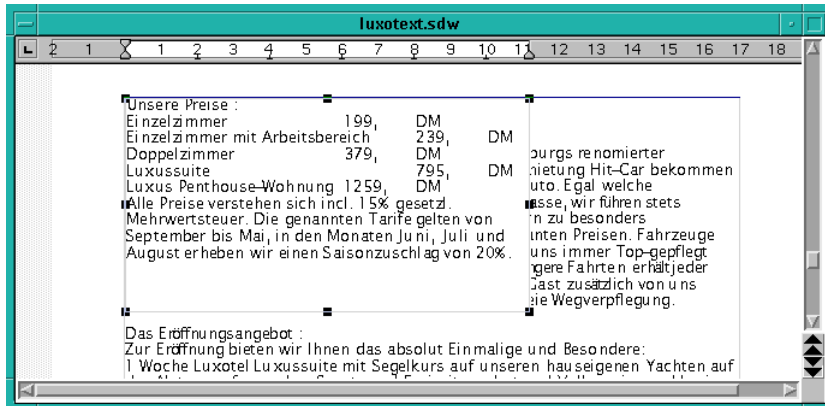 luxotext.sdw
2 1 1 2 3 4 5 6 7 8 9 10 11 12 13 14 15 16 17 18
Unsere Preise :
Einzelzimmer 199, DM
Einzelzimmer mit Arbeitsbereich 239, DM
Doppelzimmer 379, DM
Luxussuite 795, DM
Luxus Penthouse-Wohnung 1259, DM
Alle Preise verstehen sich incl. 15% gesetzl.
Mehrwertsteuer. Die genannten Tarife gelten von
September bis Mai, in den Monaten Juni, Juli und
August erheben wir einen Saisonzuschlag von 20%.
burgs renomierter
nietung Hit-Car bekommen
uto. Egal welche
asse, wir führen stets
n zu besonders
nten Preisen. Fahrzeuge
uns immer Top-gepflegt
ngere Fahrten erhält jeder
Gast zusätzlich von uns
eie Wegverpflegung.
Das Eröffnungsangebot :
Zur Eröffnung bieten wir Ihnen das absolut Einmalige und Besondere:
1 Woche Luxotel Luxussuite mit Segelkurs auf unseren hauseigenen Yachten auf